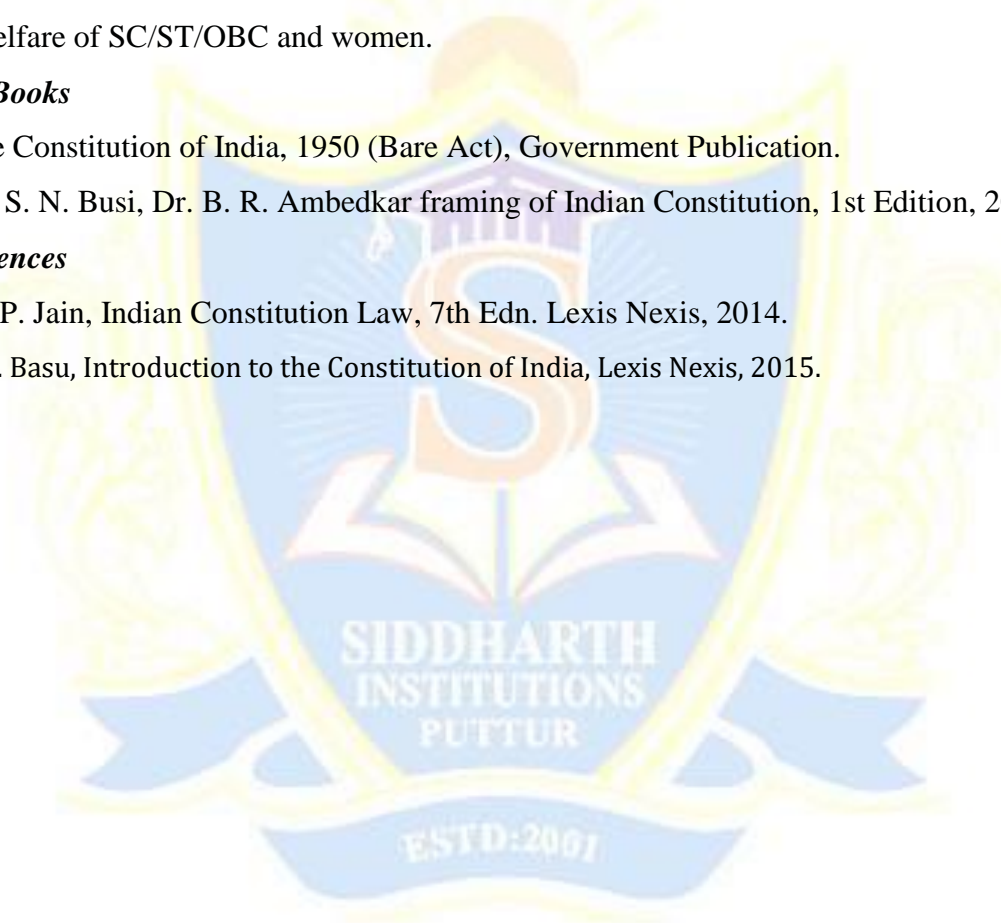 elfare of SC/ST/OBC and women.
Books
e Constitution of India, 1950 (Bare Act), Government Publication.
S. N. Busi, Dr. B. R. Ambedkar framing of Indian Constitution, 1st Edition, 2
ences
P. Jain, Indian Constitution Law, 7th Edn. Lexis Nexis, 2014.
. Basu, Introduction to the Constitution of India, Lexis Nexis, 2015.
S
SIDDHARTH
INSTITUTIONS
PUTTUR
ESTD:2001